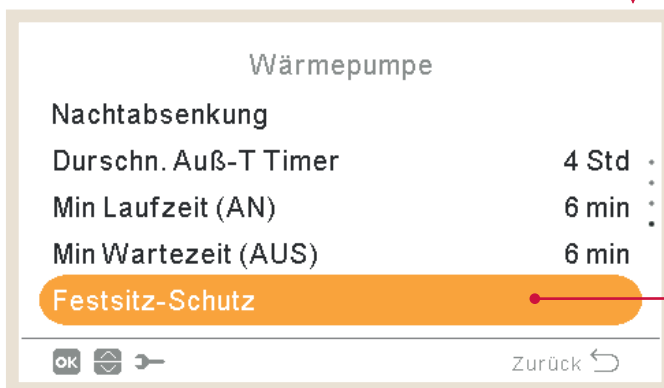 Wärmepumpe
Nachtabsenkung
Durschn. Auß-T Timer 4 Std
Min Laufzeit (AN) 6 min
Min Wartezeit (AUS) 6 min
Festsitz-Schutz
OK Zurück